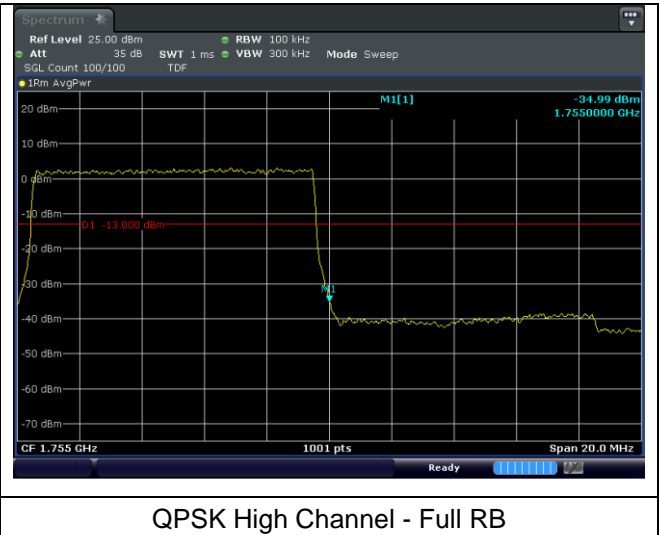 Spectrum
Ref Level 25.00 dBm RBW 100 kHz
Att 35 dB SWT 1 ms VBW 300 kHz Mode Sweep
SGL Count 100/100 TDF
1Rm AvgPwr
M1[1] -34.99 dBm
1.7550000 GHz
20 dBm
10 dBm
0 dBm
-10 dBm
D1 -13.000 dBm
-20 dBm
-30 dBm
M1
-40 dBm
-50 dBm
-60 dBm
-70 dBm
CF 1.755 GHz 1001 pts Span 20.0 MHz
Ready
QPSK High Channel - Full RB